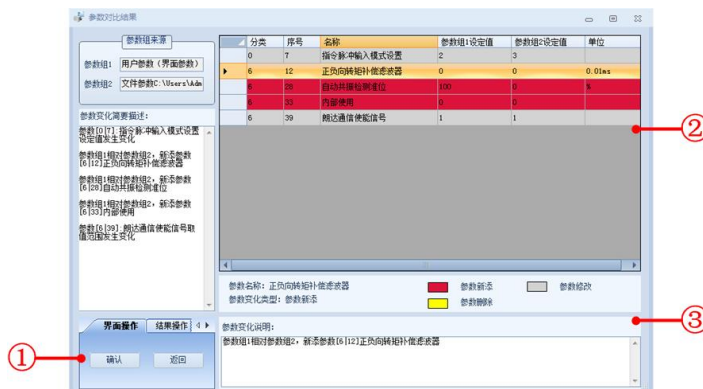 参数对比结果
参数组来源
参数组1 用户参数（界面参数）
参数组2 文件参数C:\Users\Adm
参数变化简要描述：
参数[0|7]:指令脉冲输入模式设置
设定值发生变化
参数组1相对参数组2，新添参数
[6|12]正负向转矩补偿滤波器
参数组1相对参数组2，新添参数
[6|28]自动共振检测准位
参数组1相对参数组2，新添参数
[6|33]内部使用
参数[6|39]:朗达通信使能信号取
值范围发生变化
界面操作 结果操作
确认 返回
分类 序号 名称 参数组1设定值 参数组2设定值 单位
0 7 指令脉冲输入模式设置 2 3
6 12 正负向转矩补偿滤波器 0 0 0.01ms
6 28 自动共振检测准位 100 0 %
6 33 内部使用 0 0
6 39 朗达通信使能信号 1 1
参数名称：正负向转矩补偿滤波器
参数变化类型：参数新添
参数新添 参数修改
参数删除
参数变化说明：
参数组1相对参数组2，新添参数[6|12]正负向转矩补偿滤波器
①
②
③